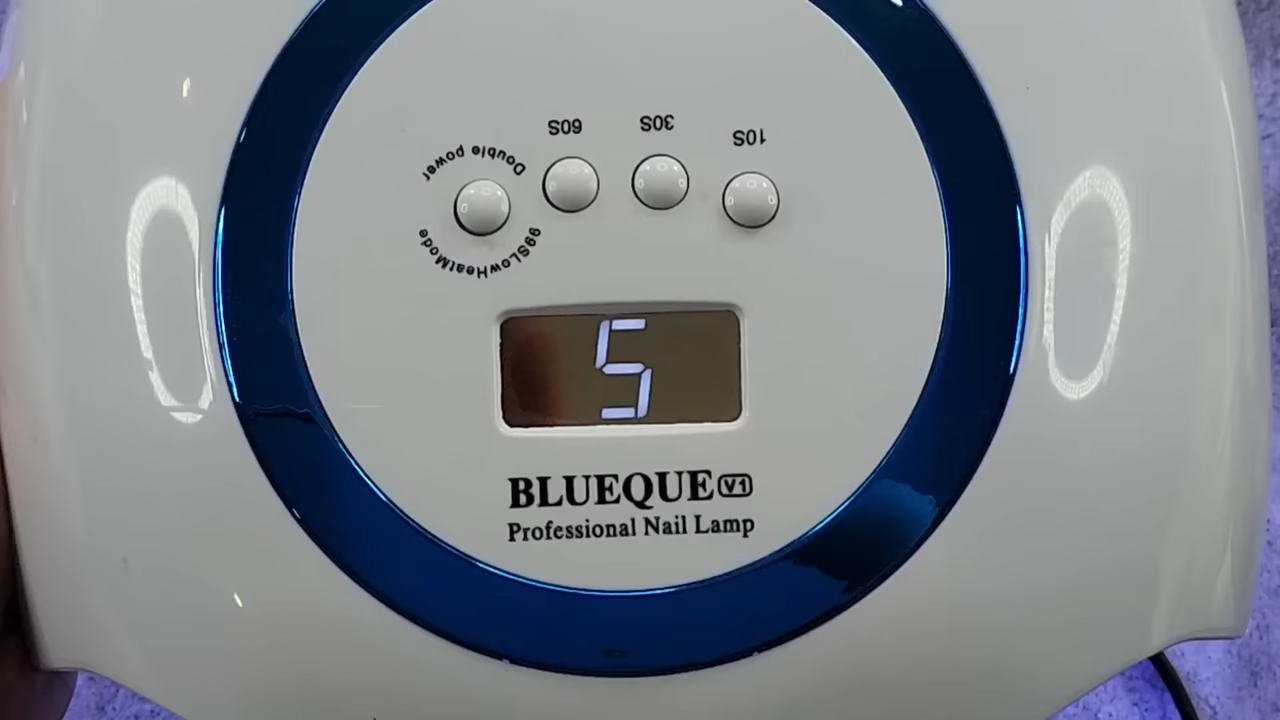 60S
30S
10S
Double power
99SLowHeatMode
5
BLUEQUE V1
Professional Nail Lamp